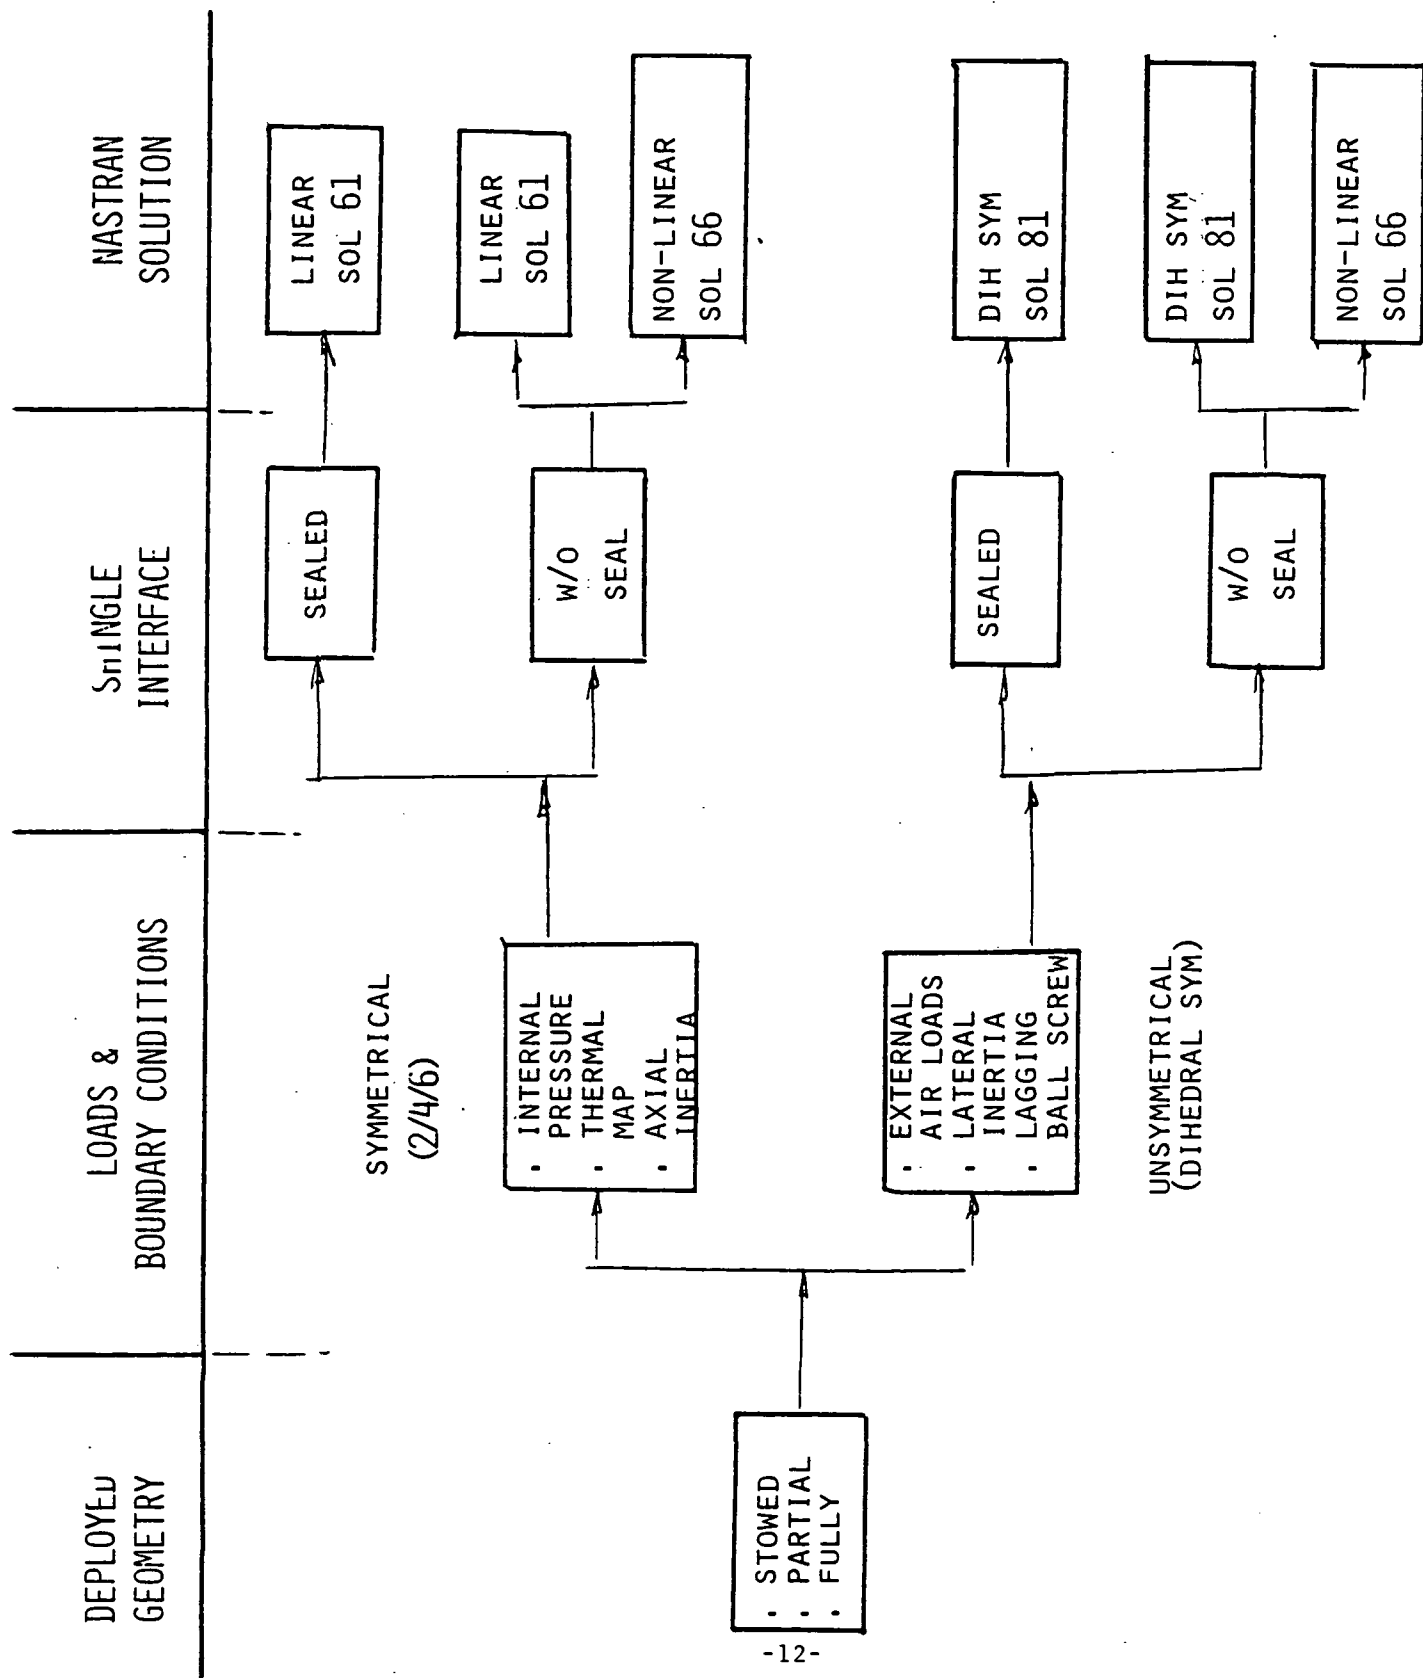 DEPLOYED
GEOMETRY
LOADS &
BOUNDARY CONDITIONS
SHINGLE
INTERFACE
NASTRAN
SOLUTION
· STOWED
· PARTIAL
· FULLY
SYMMETRICAL
(2/4/6)
· INTERNAL
PRESSURE
· THERMAL
MAP
· AXIAL
INERTIA
· EXTERNAL
AIR LOADS
· LATERAL
INERTIA
· LAGGING
BALL SCREW
UNSYMMETRICAL
(DIHEDRAL SYM)
SEALED
W/O
SEAL
SEALED
W/O
SEAL
LINEAR
SOL 61
LINEAR
SOL 61
NON-LINEAR
SOL 66
DIH SYM
SOL 81
DIH SYM
SOL 81
NON-LINEAR
SOL 66
-12-